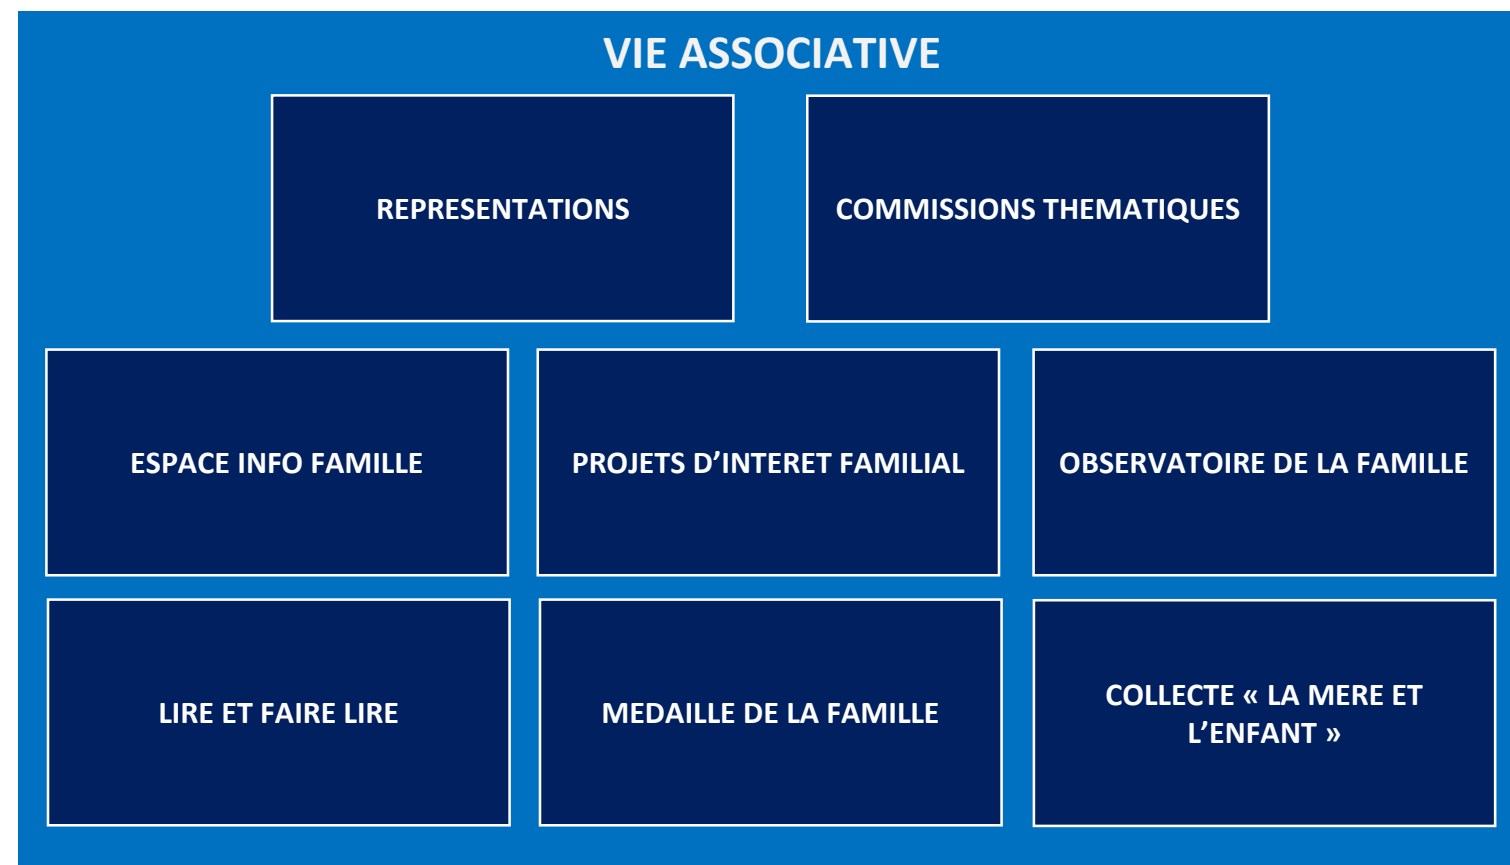 VIE ASSOCIATIVE
REPRESENTATIONS
COMMISSIONS THEMATIQUES
ESPACE INFO FAMILLE
PROJETS D’INTERET FAMILIAL
OBSERVATOIRE DE LA FAMILLE
LIRE ET FAIRE LIRE
MEDAILLE DE LA FAMILLE
COLLECTE « LA MERE ET
L’ENFANT »